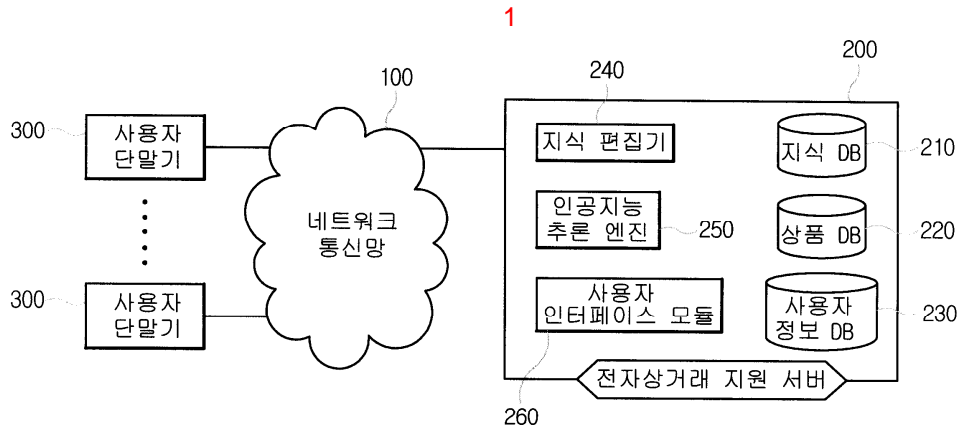 1
100
200
240
300
사용자
단말기
지식 편집기
지식 DB
210
네트워크
통신망
인공지능
추론 엔진
250
상품 DB
220
300
사용자
단말기
사용자
인터페이스 모듈
사용자
정보 DB
230
전자상거래 지원 서버
260